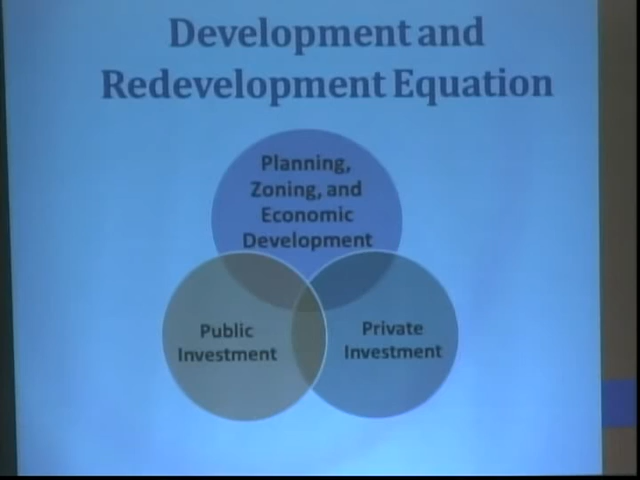 Development and
Redevelopment Equation
Planning,
Zoning, and
Economic
Development
Public
Investment
Private
Investment